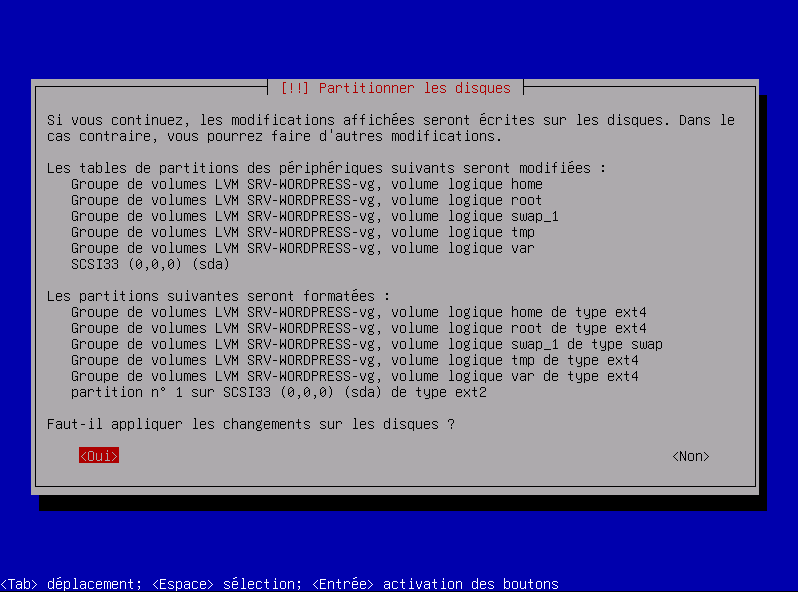 [!!] Partitionner les disques
Si vous continuez, les modifications affichées seront écrites sur les disques. Dans le
cas contraire, vous pourrez faire d'autres modifications.
Les tables de partitions des périphériques suivants seront modifiées :
Groupe de volumes LVM SRV-WORDPRESS-vg, volume logique home
Groupe de volumes LVM SRV-WORDPRESS-vg, volume logique root
Groupe de volumes LVM SRV-WORDPRESS-vg, volume logique swap_1
Groupe de volumes LVM SRV-WORDPRESS-vg, volume logique tmp
Groupe de volumes LVM SRV-WORDPRESS-vg, volume logique var
SCSI33 (0,0,0) (sda)
Les partitions suivantes seront formatées :
Groupe de volumes LVM SRV-WORDPRESS-vg, volume logique home de type ext4
Groupe de volumes LVM SRV-WORDPRESS-vg, volume logique root de type ext4
Groupe de volumes LVM SRV-WORDPRESS-vg, volume logique swap_1 de type swap
Groupe de volumes LVM SRV-WORDPRESS-vg, volume logique tmp de type ext4
Groupe de volumes LVM SRV-WORDPRESS-vg, volume logique var de type ext4
partition n° 1 sur SCSI33 (0,0,0) (sda) de type ext2
Faut-il appliquer les changements sur les disques ?
<Oui> <Non>
<Tab> déplacement; <Espace> sélection; <Entrée> activation des boutons